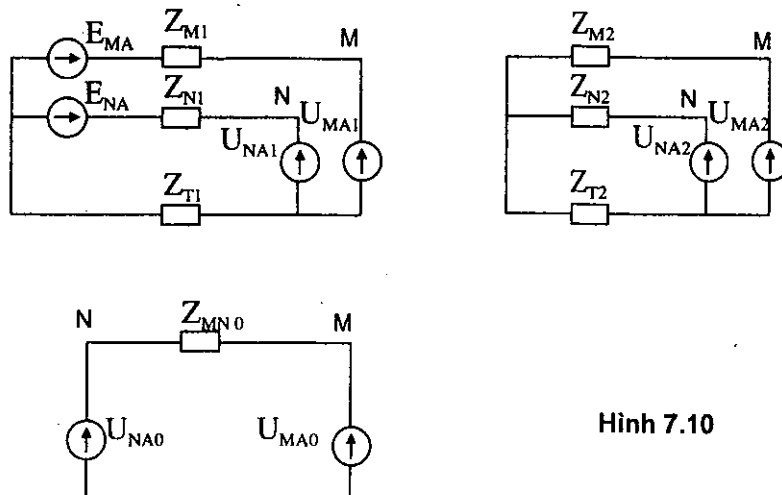 E_MA Z_M1 M
E_NA Z_N1 N
U_NA1 U_MA1
Z_T1
Z_M2 M
Z_N2 N
U_NA2 U_MA2
Z_T2
N Z_MN0 M
U_NA0 U_MA0
Hình 7.10